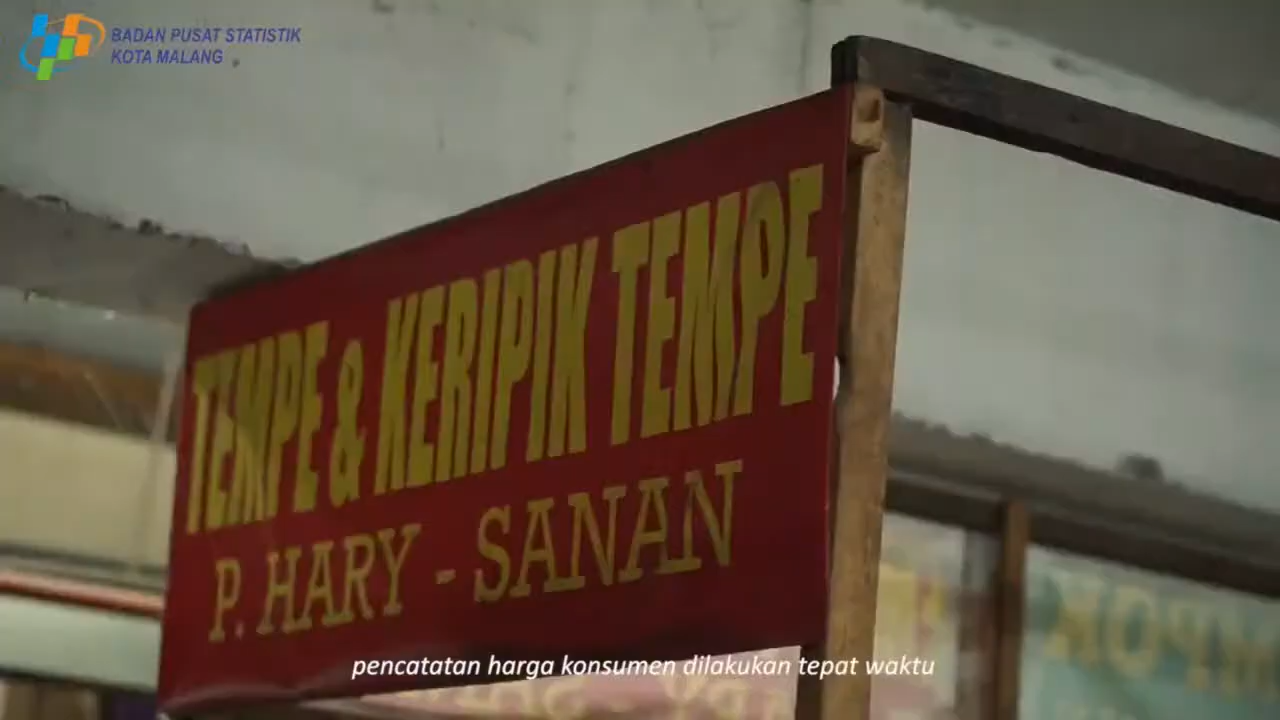 BADAN PUSAT STATISTIK
KOTA MALANG
TEMPE & KERIPIK TEMPE
P. HARY - SANAN
pencatatan harga konsumen dilakukan tepat waktu